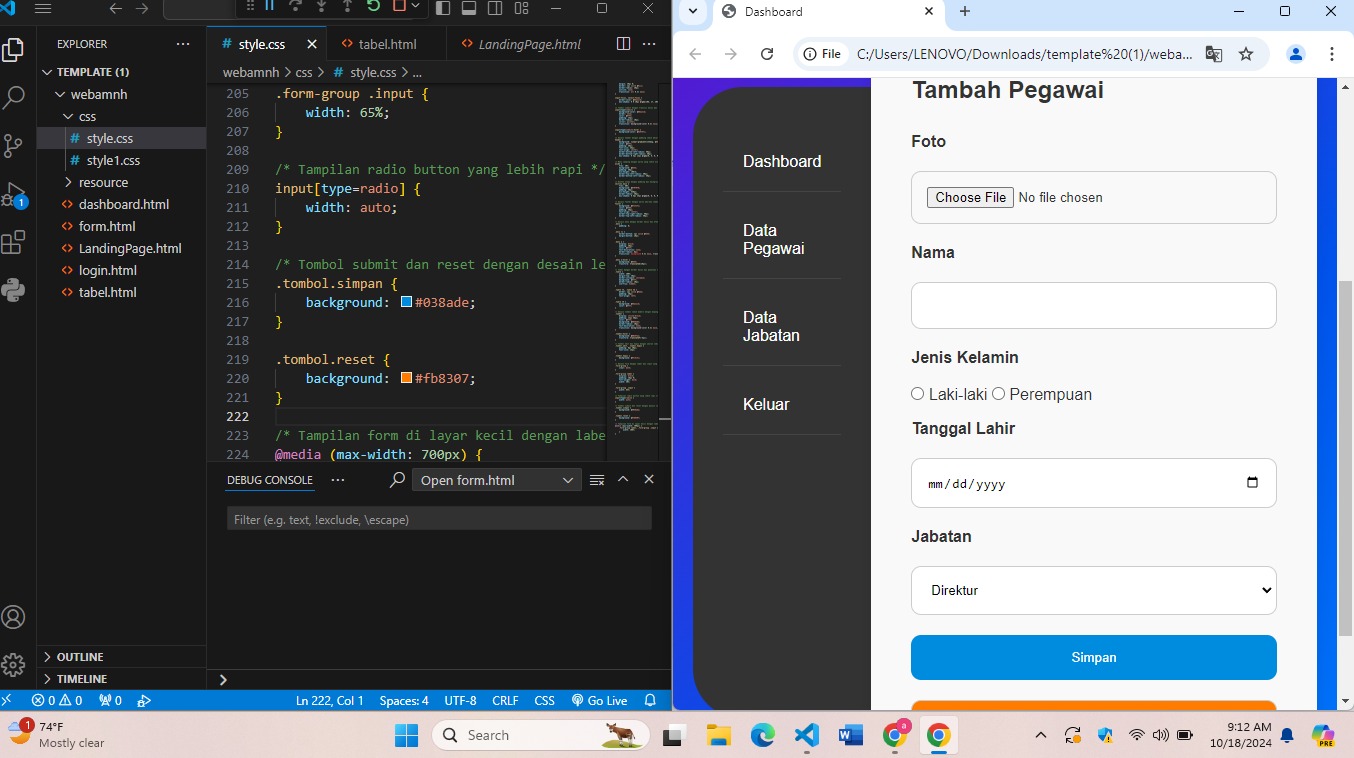 EXPLORER
TEMPLATE (1)
webamnh
css
style.css
style1.css
resource
dashboard.html
form.html
LandingPage.html
login.html
tabel.html
OUTLINE
TIMELINE
style.css
tabel.html
LandingPage.html
webamnh > css > # style.css > ...
205 .form-group .input {
206 width: 65%;
207 }
208
209 /* Tampilan radio button yang lebih rapi */
210 input[type=radio] {
211 width: auto;
212 }
213
214 /* Tombol submit dan reset dengan desain le
215 .tombol.simpan {
216 background: #038ade;
217 }
218
219 .tombol.reset {
220 background: #fb8307;
221 }
222
223 /* Tampilan form di layar kecil dengan labe
224 @media (max-width: 700px) {
DEBUG CONSOLE
Open form.html
Filter (e.g. text, !exclude, \escape)
1
0 0 0
Ln 222, Col 1 Spaces: 4 UTF-8 CRLF CSS Go Live
Dashboard
File C:/Users/LENOVO/Downloads/template%20(1)/weba...
Dashboard
Data
Pegawai
Data
Jabatan
Keluar
Tambah Pegawai
Foto
Choose File No file chosen
Nama
Jenis Kelamin
Laki-laki Perempuan
Tanggal Lahir
mm/dd/yyyy
Jabatan
Direktur
Simpan
1
74°F
Mostly clear
Search
a
9:12 AM
10/18/2024
PRE